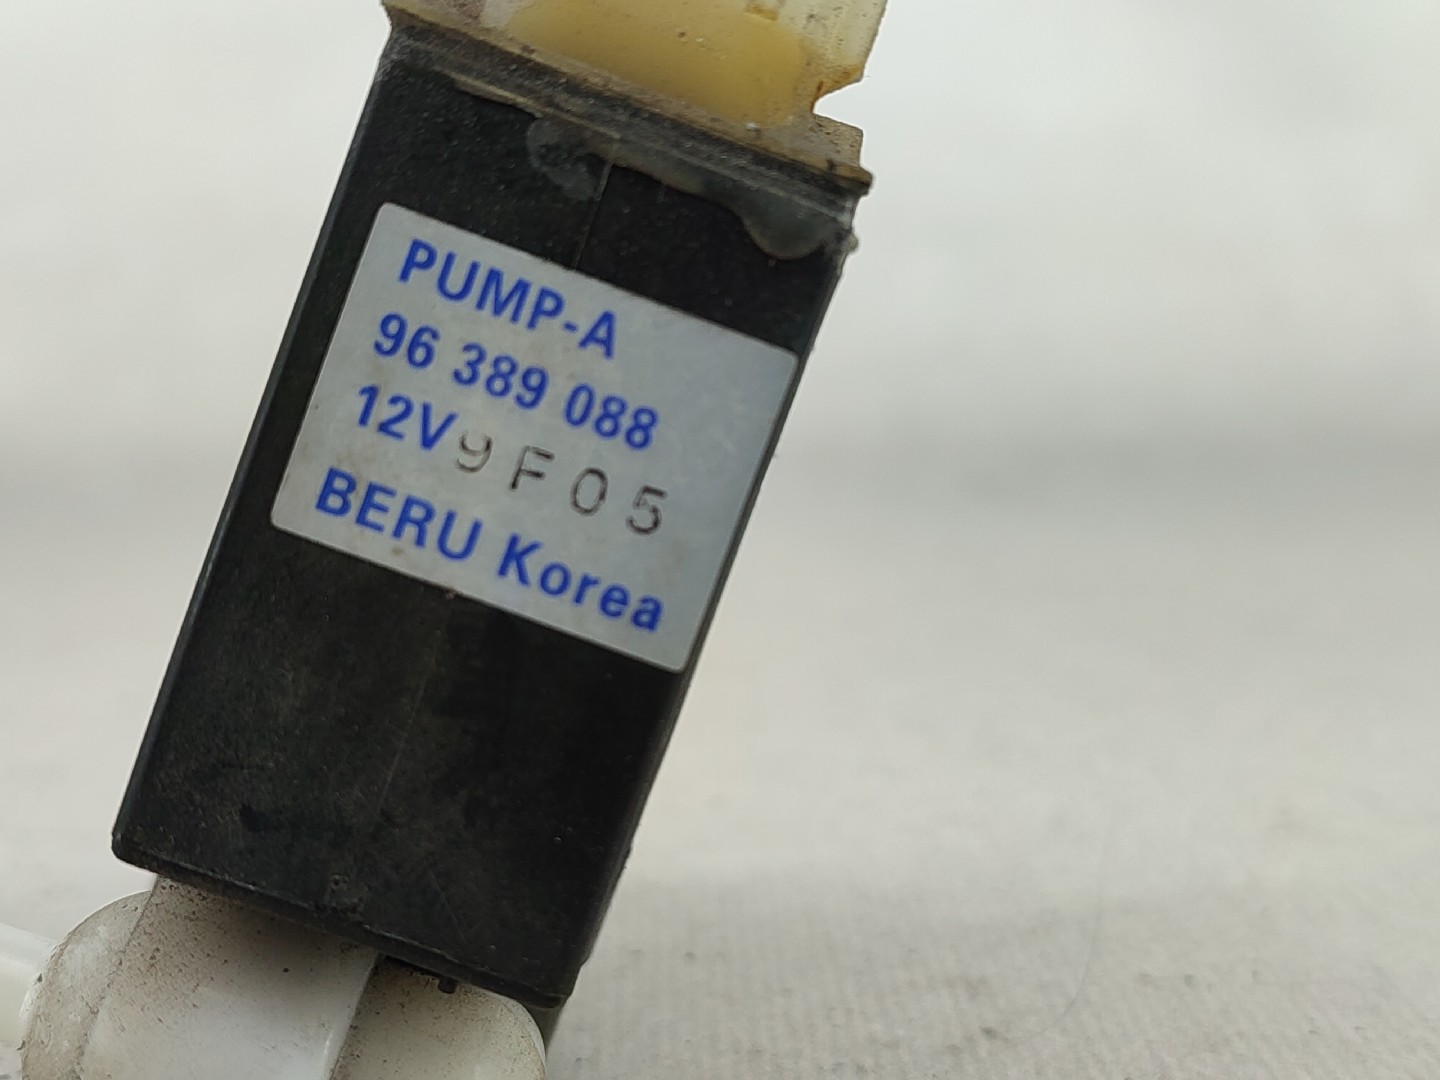 PUMP-A
96 389 088
12V 9F05
BERU Korea